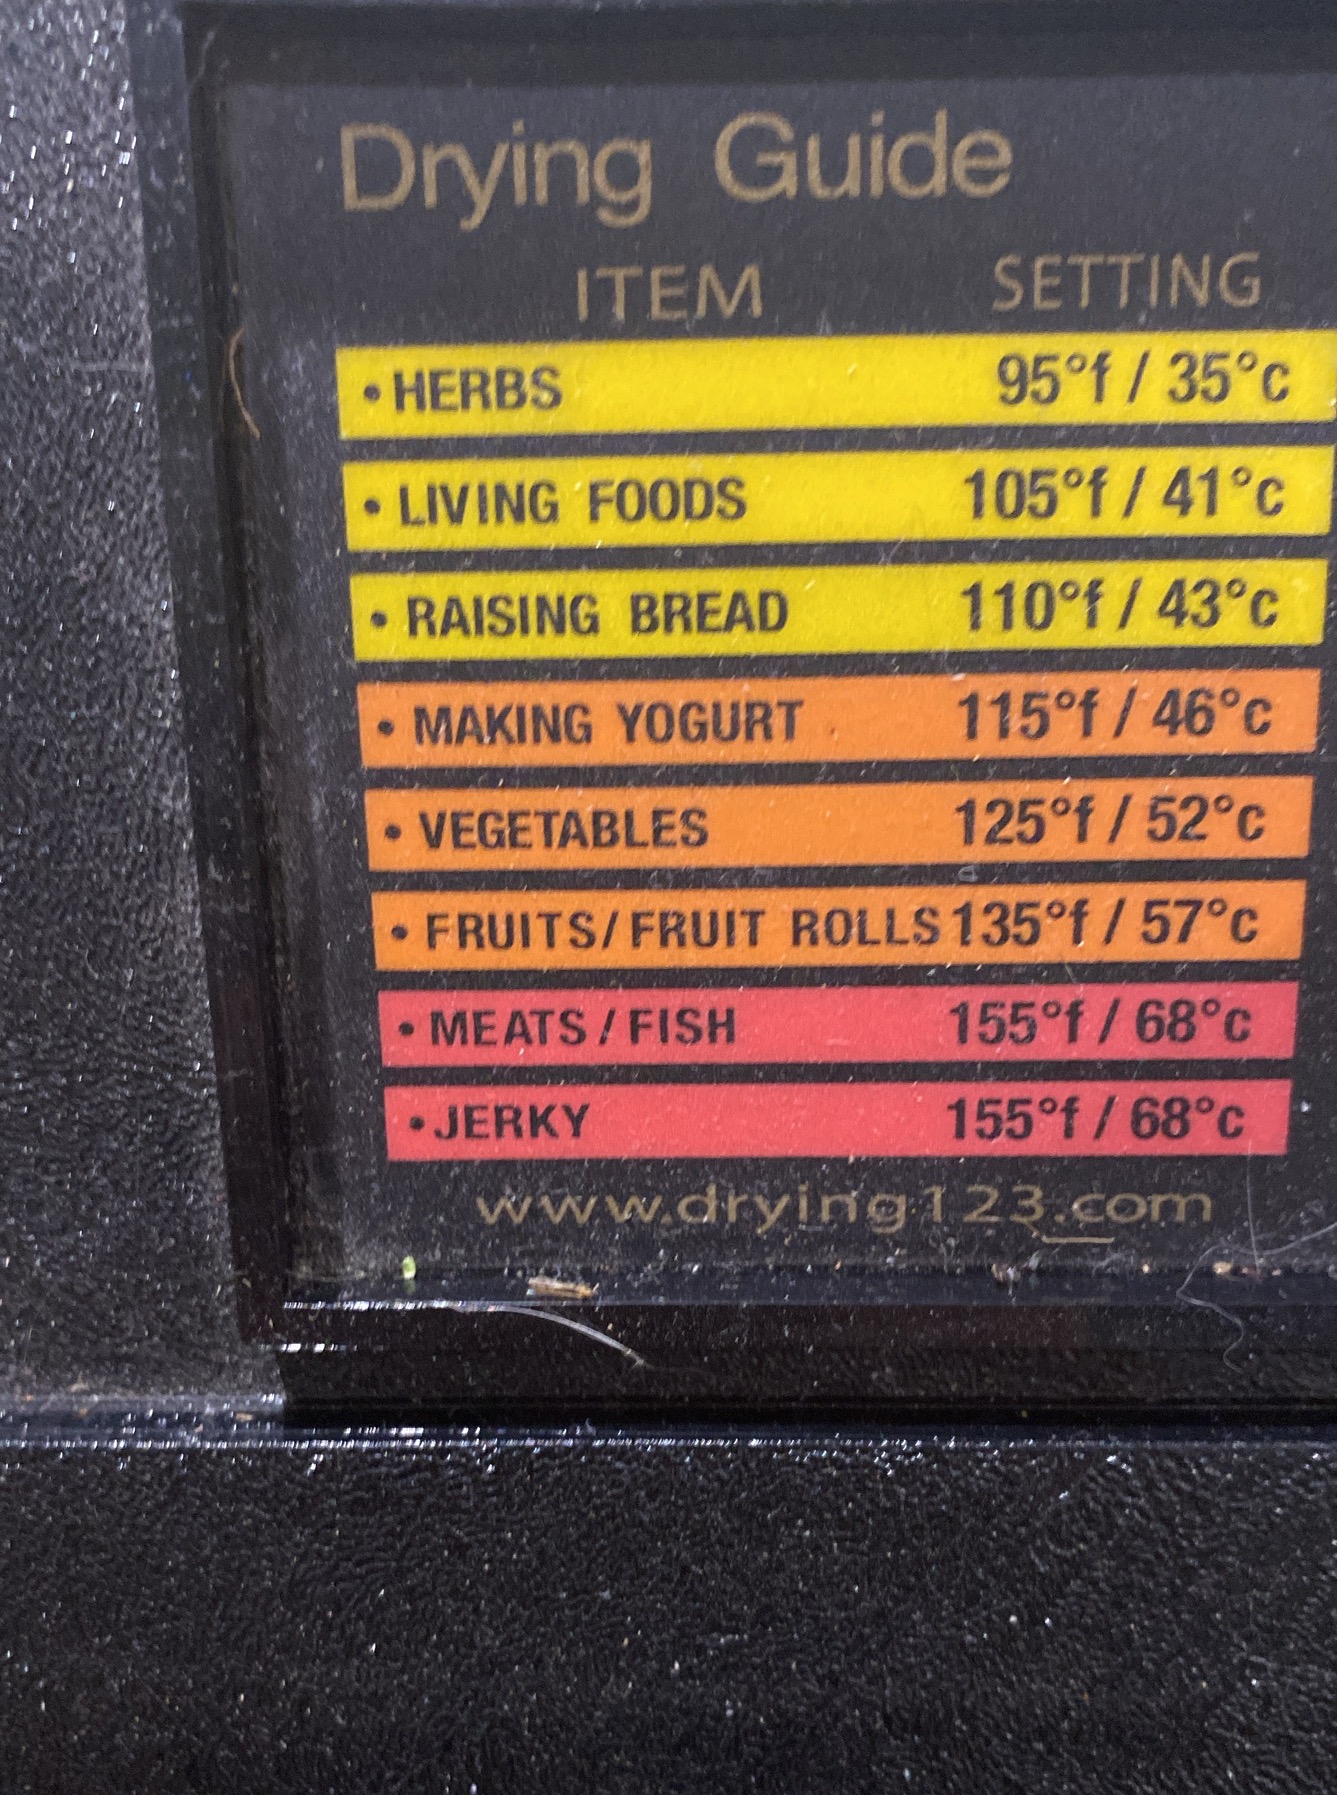 Drying Guide
ITEM SETTING
• HERBS 95°f / 35°c
• LIVING FOODS 105°f / 41°c
• RAISING BREAD 110°f / 43°c
• MAKING YOGURT 115°f / 46°c
• VEGETABLES 125°f / 52°c
• FRUITS/FRUIT ROLLS 135°f / 57°c
• MEATS / FISH 155°f / 68°c
• JERKY 155°f / 68°c
www.drying123.com